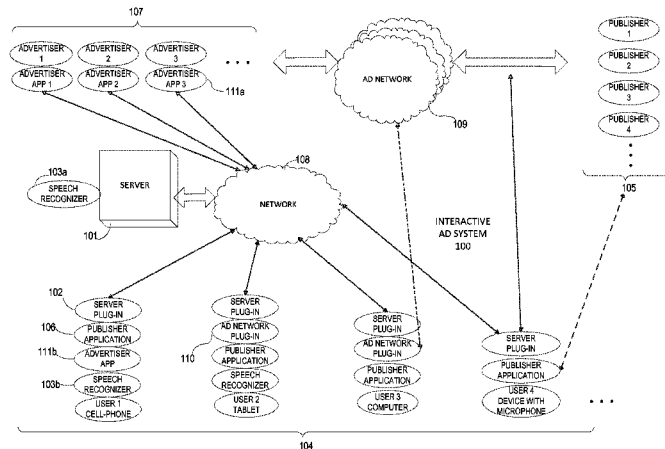 107
ADVERTISER 1
ADVERTISER 2
ADVERTISER 3
. . .
ADVERTISER APP 1
ADVERTISER APP 2
ADVERTISER APP 3
111a
AD NETWORK
109
PUBLISHER 1
PUBLISHER 2
PUBLISHER 3
PUBLISHER 4
105
103a
SPEECH RECOGNIZER
SERVER
101
108
NETWORK
INTERACTIVE
AD SYSTEM
100
102
SERVER PLUG-IN
106
PUBLISHER APPLICATION
111b
ADVERTISER APP
103b
SPEECH RECOGNIZER
USER 1 CELL-PHONE
SERVER PLUG-IN
AD NETWORK PLUG-IN
110
PUBLISHER APPLICATION
SPEECH RECOGNIZER
USER 2 TABLET
SERVER PLUG-IN
AD NETWORK PLUG-IN
PUBLISHER APPLICATION
USER 3 COMPUTER
SERVER PLUG-IN
PUBLISHER APPLICATION
USER 4 DEVICE WITH MICROPHONE
. . .
104